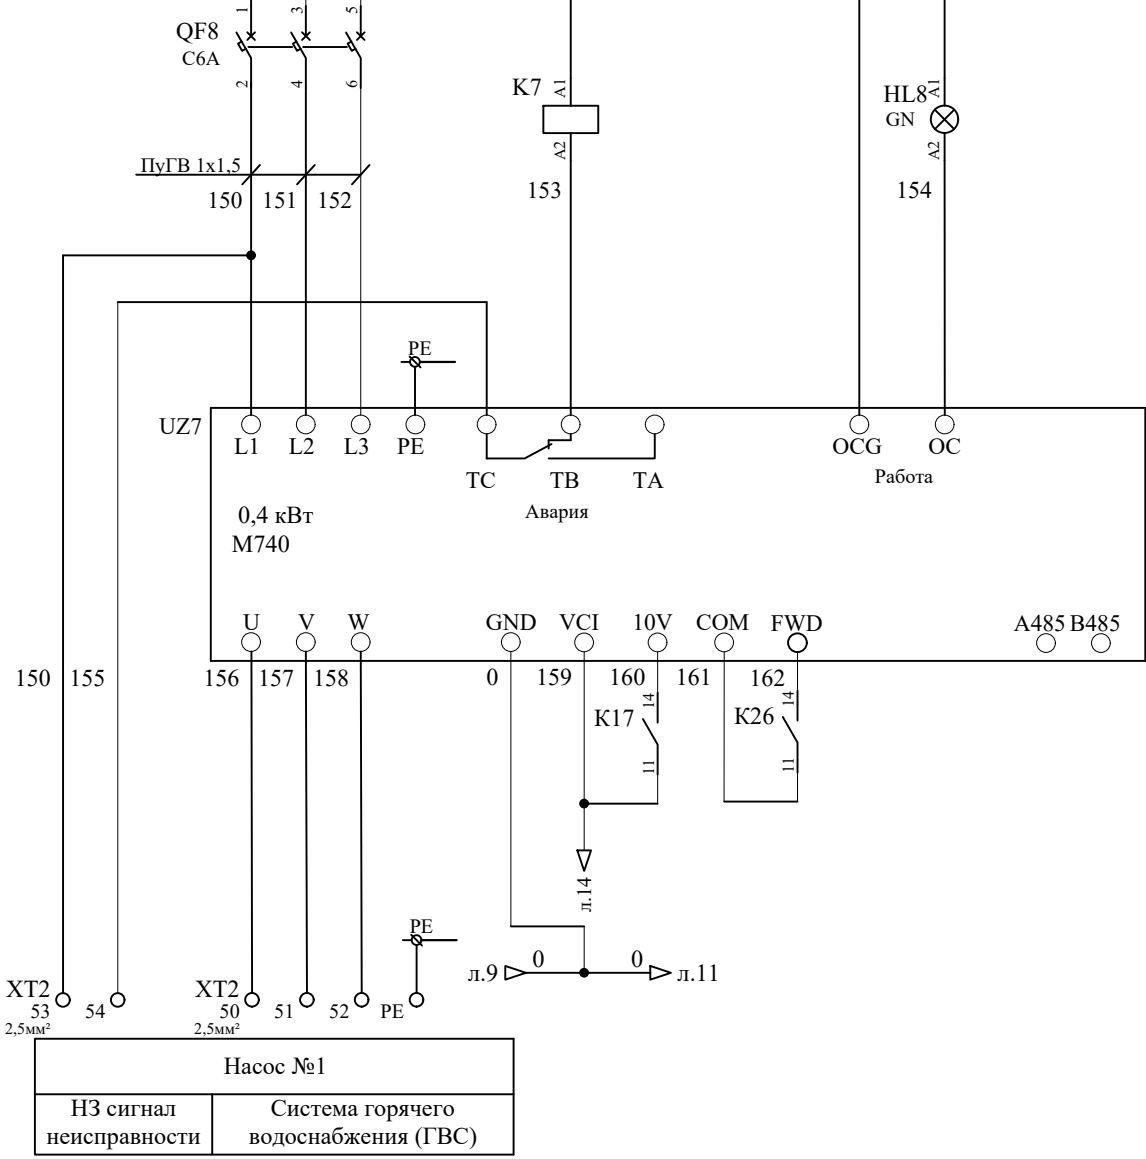 1 3 5
QF8
C6A
2 4 6
K7 A1
HL8 A1
GN
A2 A2
ПуГВ 1x1,5
150 151 152 153 154
PE
UZ7
L1 L2 L3 PE OCG OC
TC TB TA Работа
Авария
0,4 кВт
M740
U V W GND VCI 10V COM FWD A485 B485
150 155 156 157 158 0 159 160 161 162
14 14
K17 K26
11 11
л.14
PE
л.9 0 0 л.11
XT2 XT2
53 54 50 51 52 PE
2,5мм² 2,5мм²
Насос №1
НЗ сигнал
неисправности
Система горячего
водоснабжения (ГВС)